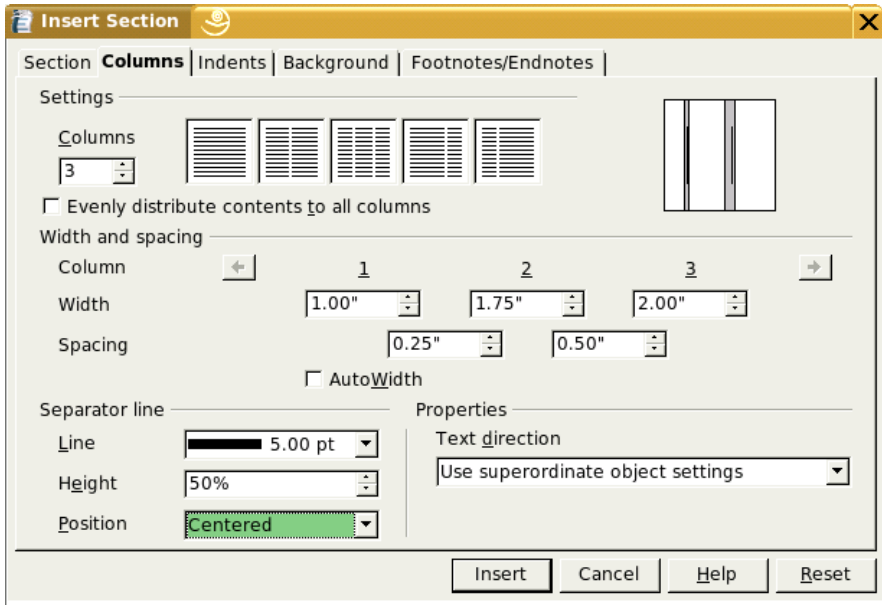 Insert Section
Section Columns Indents Background Footnotes/Endnotes
Settings
Columns
3
Evenly distribute contents to all columns
Width and spacing
Column 1 2 3
Width 1.00" 1.75" 2.00"
Spacing 0.25" 0.50"
AutoWidth
Separator line Properties
Line 5.00 pt Text direction
Height 50% Use superordinate object settings
Position Centered
Insert Cancel Help Reset